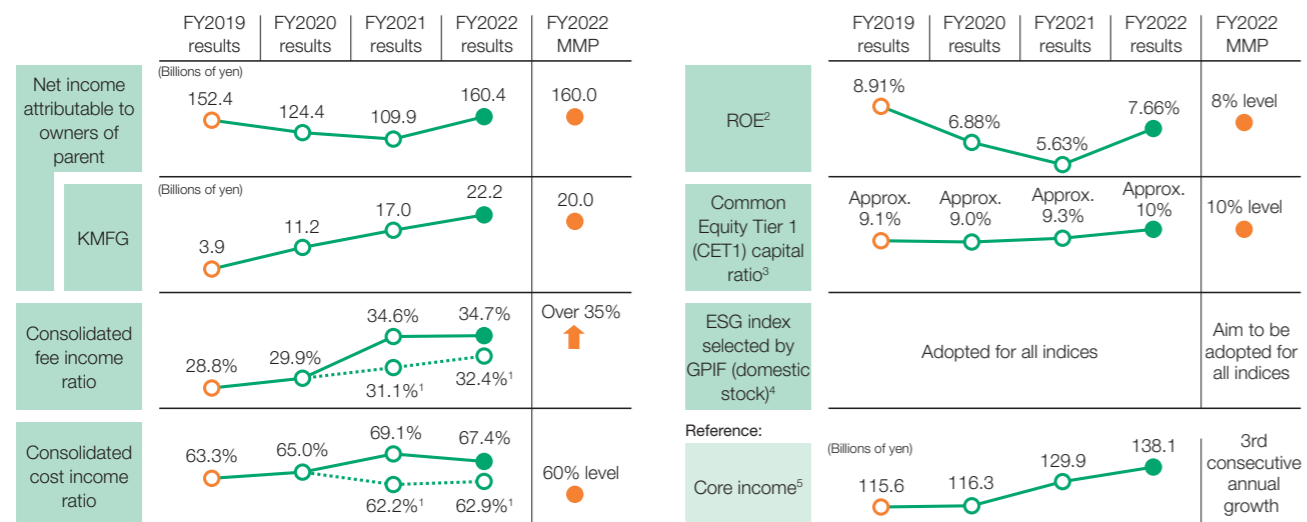 FY2019 results
FY2020 results
FY2021 results
FY2022 results
FY2022 MMP
Net income attributable to owners of parent
(Billions of yen)
152.4
124.4
109.9
160.4
160.0
KMFG
(Billions of yen)
3.9
11.2
17.0
22.2
20.0
Consolidated fee income ratio
28.8%
29.9%
34.6%
34.7%
31.1%1
32.4%1
Over 35%
Consolidated cost income ratio
63.3%
65.0%
69.1%
67.4%
62.2%1
62.9%1
60% level
FY2019 results
FY2020 results
FY2021 results
FY2022 results
FY2022 MMP
ROE2
8.91%
6.88%
5.63%
7.66%
8% level
Common Equity Tier 1 (CET1) capital ratio3
Approx. 9.1%
Approx. 9.0%
Approx. 9.3%
Approx. 10%
10% level
ESG index selected by GPIF (domestic stock)4
Adopted for all indices
Aim to be adopted for all indices
Reference:
Core income5
(Billions of yen)
115.6
116.3
129.9
138.1
3rd consecutive annual growth